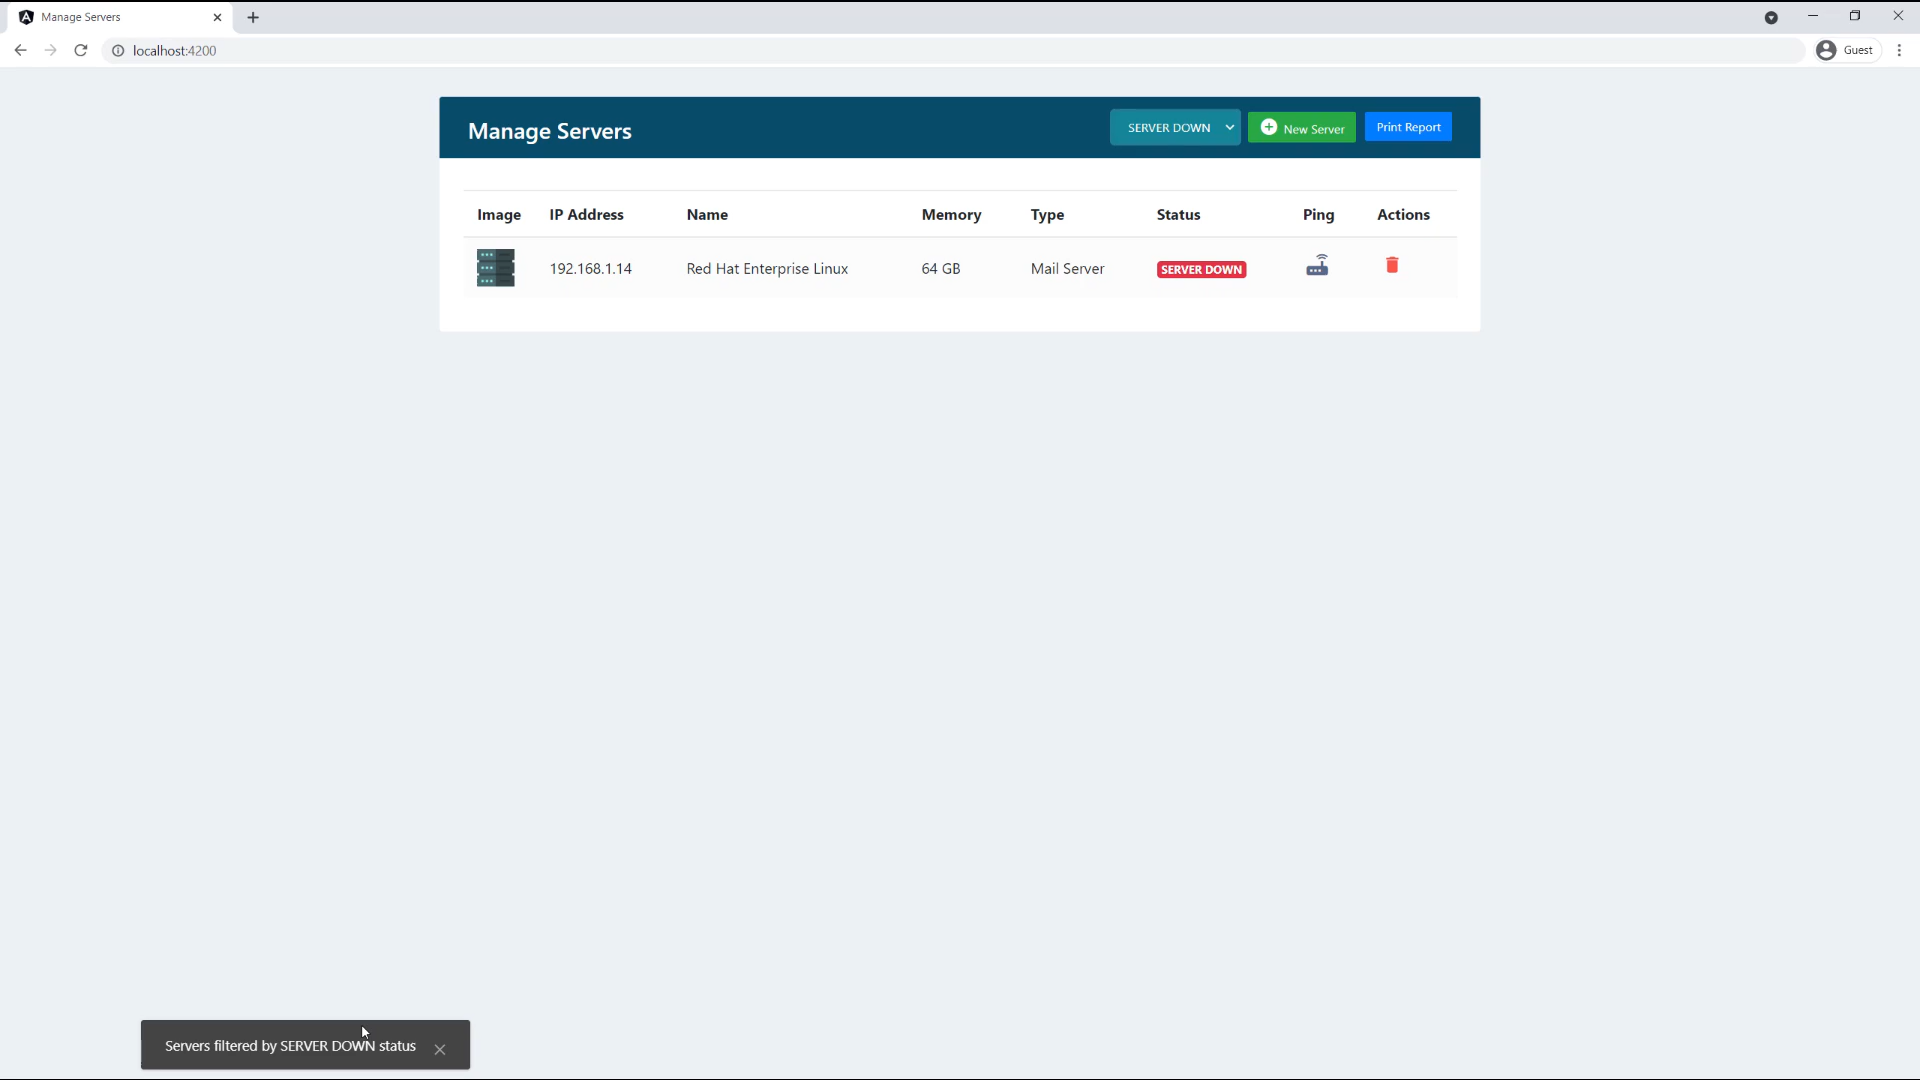 Manage Servers
localhost:4200
Guest
Manage Servers
SERVER DOWN
New Server
Print Report
Image IP Address Name Memory Type Status Ping Actions
192.168.1.14 Red Hat Enterprise Linux 64 GB Mail Server SERVER DOWN
Servers filtered by SERVER DOWN status